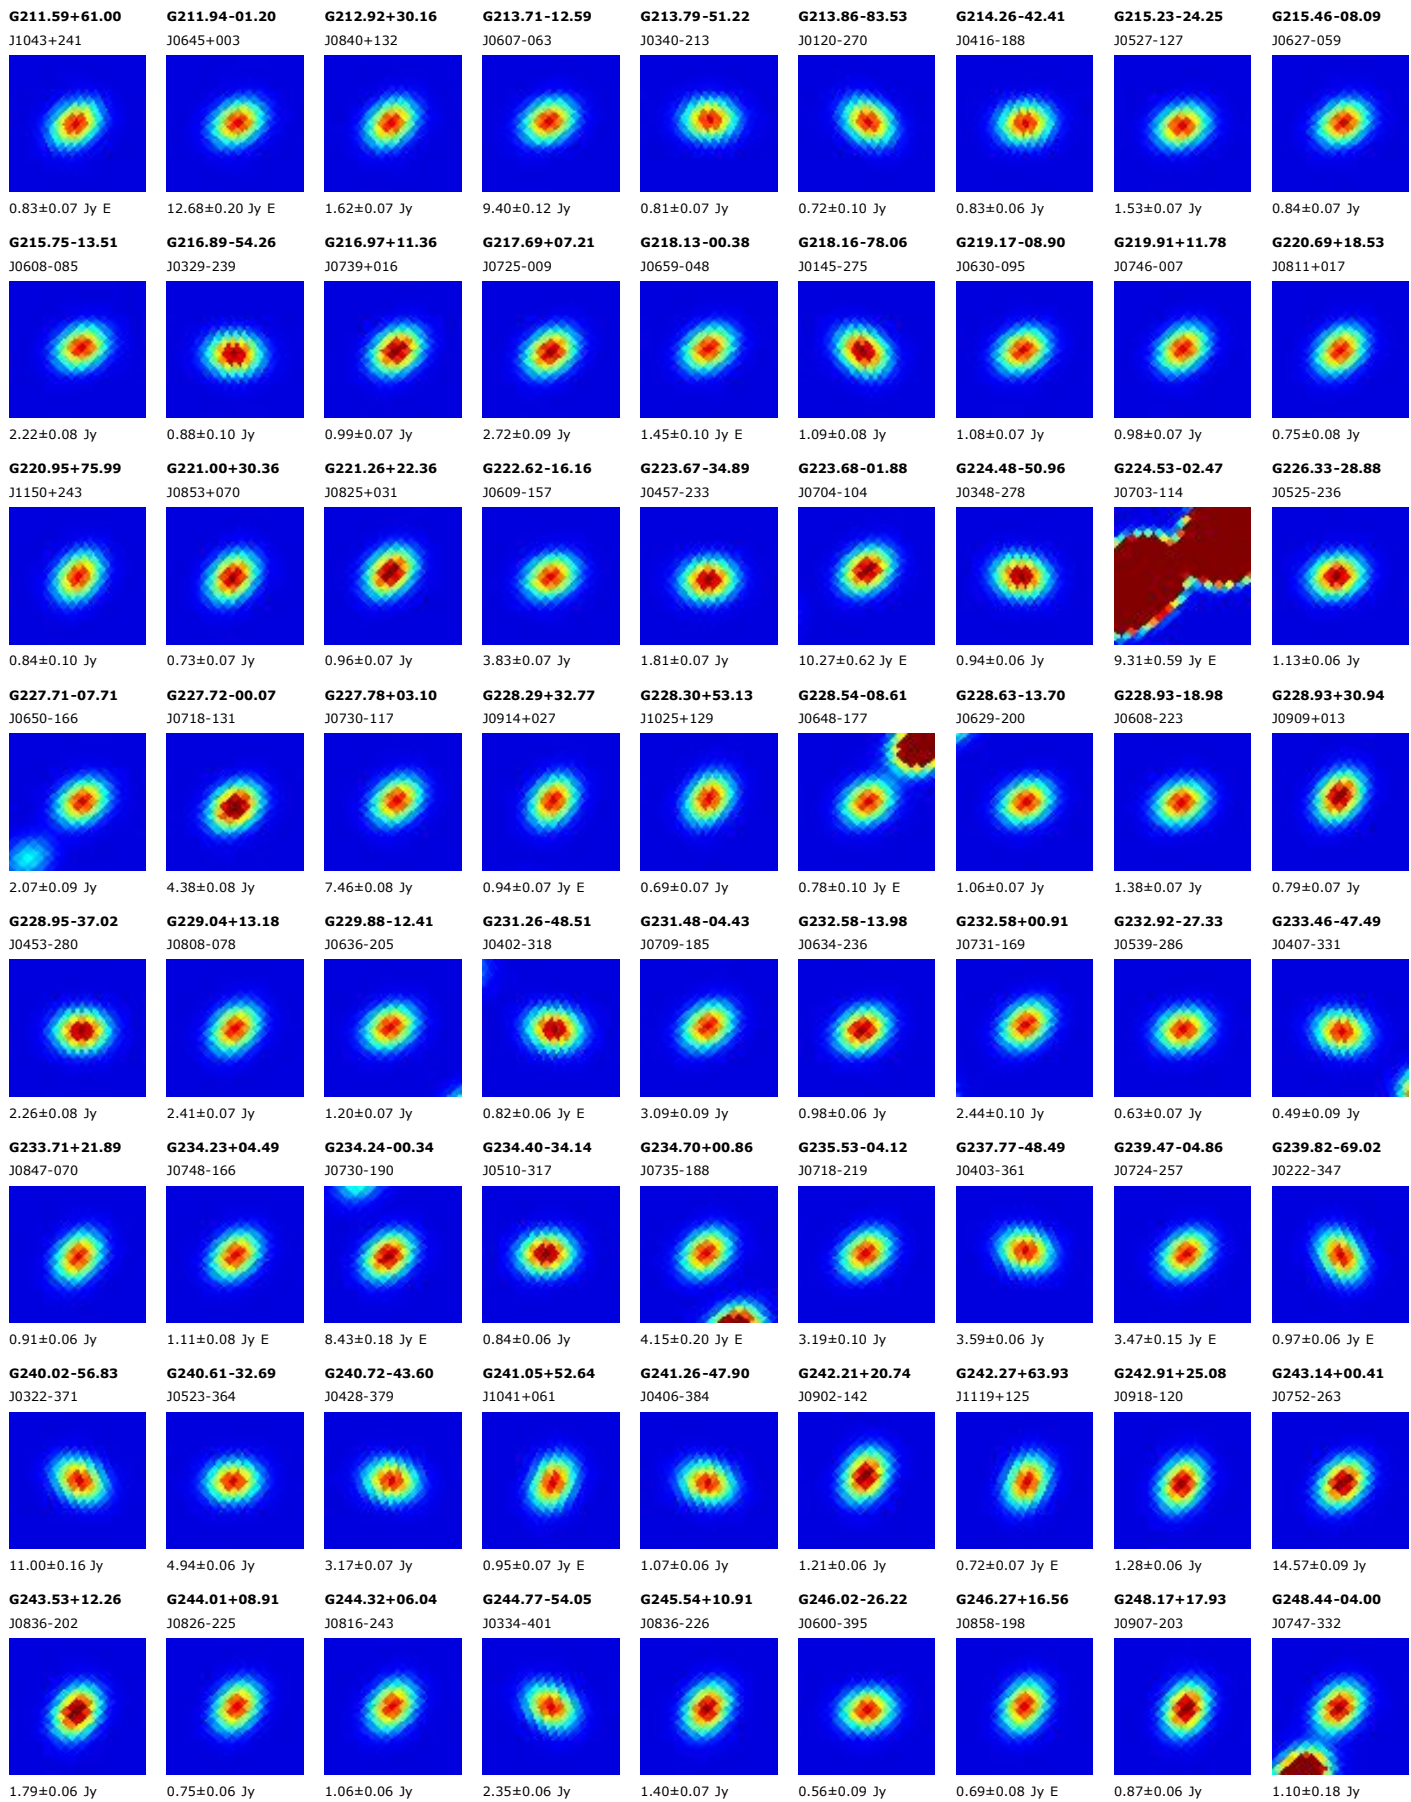 G211.59+61.00 G211.94-01.20 G212.92+30.16 G213.71-12.59 G213.79-51.22 G213.86-83.53 G214.26-42.41 G215.23-24.25 G215.46-08.09
J1043+241 J0645+003 J0840+132 J0607-063 J0340-213 J0120-270 J0416-188 J0527-127 J0627-059
0.83±0.07 Jy E 12.68±0.20 Jy E 1.62±0.07 Jy 9.40±0.12 Jy 0.81±0.07 Jy 0.72±0.10 Jy 0.83±0.06 Jy 1.53±0.07 Jy 0.84±0.07 Jy
G215.75-13.51 G216.89-54.26 G216.97+11.36 G217.69+07.21 G218.13-00.38 G218.16-78.06 G219.17-08.90 G219.91+11.78 G220.69+18.53
J0608-085 J0329-239 J0739+016 J0725-009 J0659-048 J0145-275 J0630-095 J0746-007 J0811+017
2.22±0.08 Jy 0.88±0.10 Jy 0.99±0.07 Jy 2.72±0.09 Jy 1.45±0.10 Jy E 1.09±0.08 Jy 1.08±0.07 Jy 0.98±0.07 Jy 0.75±0.08 Jy
G220.95+75.99 G221.00+30.36 G221.26+22.36 G222.62-16.16 G223.67-34.89 G223.68-01.88 G224.48-50.96 G224.53-02.47 G226.33-28.88
J1150+243 J0853+070 J0825+031 J0609-157 J0457-233 J0704-104 J0348-278 J0703-114 J0525-236
0.84±0.10 Jy 0.73±0.07 Jy 0.96±0.07 Jy 3.83±0.07 Jy 1.81±0.07 Jy 10.27±0.62 Jy E 0.94±0.06 Jy 9.31±0.59 Jy E 1.13±0.06 Jy
G227.71-07.71 G227.72-00.07 G227.78+03.10 G228.29+32.77 G228.30+53.13 G228.54-08.61 G228.63-13.70 G228.93-18.98 G228.93+30.94
J0650-166 J0718-131 J0730-117 J0914+027 J1025+129 J0648-177 J0629-200 J0608-223 J0909+013
2.07±0.09 Jy 4.38±0.08 Jy 7.46±0.08 Jy 0.94±0.07 Jy E 0.69±0.07 Jy 0.78±0.10 Jy E 1.06±0.07 Jy 1.38±0.07 Jy 0.79±0.07 Jy
G228.95-37.02 G229.04+13.18 G229.88-12.41 G231.26-48.51 G231.48-04.43 G232.58-13.98 G232.58+00.91 G232.92-27.33 G233.46-47.49
J0453-280 J0808-078 J0636-205 J0402-318 J0709-185 J0634-236 J0731-169 J0539-286 J0407-331
2.26±0.08 Jy 2.41±0.07 Jy 1.20±0.07 Jy 0.82±0.06 Jy E 3.09±0.09 Jy 0.98±0.06 Jy 2.44±0.10 Jy 0.63±0.07 Jy 0.49±0.09 Jy
G233.71+21.89 G234.23+04.49 G234.24-00.34 G234.40-34.14 G234.70+00.86 G235.53-04.12 G237.77-48.49 G239.47-04.86 G239.82-69.02
J0847-070 J0748-166 J0730-190 J0510-317 J0735-188 J0718-219 J0403-361 J0724-257 J0222-347
0.91±0.06 Jy 1.11±0.08 Jy E 8.43±0.18 Jy E 0.84±0.06 Jy 4.15±0.20 Jy E 3.19±0.10 Jy 3.59±0.06 Jy 3.47±0.15 Jy E 0.97±0.06 Jy E
G240.02-56.83 G240.61-32.69 G240.72-43.60 G241.05+52.64 G241.26-47.90 G242.21+20.74 G242.27+63.93 G242.91+25.08 G243.14+00.41
J0322-371 J0523-364 J0428-379 J1041+061 J0406-384 J0902-142 J1119+125 J0918-120 J0752-263
11.00±0.16 Jy 4.94±0.06 Jy 3.17±0.07 Jy 0.95±0.07 Jy E 1.07±0.06 Jy 1.21±0.06 Jy 0.72±0.07 Jy E 1.28±0.06 Jy 14.57±0.09 Jy
G243.53+12.26 G244.01+08.91 G244.32+06.04 G244.77-54.05 G245.54+10.91 G246.02-26.22 G246.27+16.56 G248.17+17.93 G248.44-04.00
J0836-202 J0826-225 J0816-243 J0334-401 J0836-226 J0600-395 J0858-198 J0907-203 J0747-332
1.79±0.06 Jy 0.75±0.06 Jy 1.06±0.06 Jy 2.35±0.06 Jy 1.40±0.07 Jy 0.56±0.09 Jy 0.69±0.08 Jy E 0.87±0.06 Jy 1.10±0.18 Jy